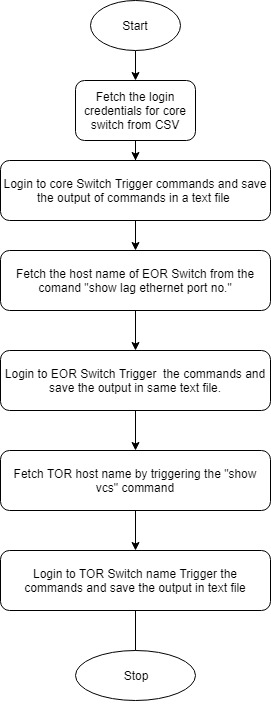 Start
Fetch the login
credentials for core
switch from CSV
Login to core Switch Trigger commands and save
the output of commands in a text file
Fetch the host name of EOR Switch from the
comand "show lag ethernet port no."
Login to EOR Switch Trigger the commands and
save the output in same text file.
Fetch TOR host name by triggering the "show
vcs" command
Login to TOR Switch name Trigger the
commands and save the output in text file
Stop